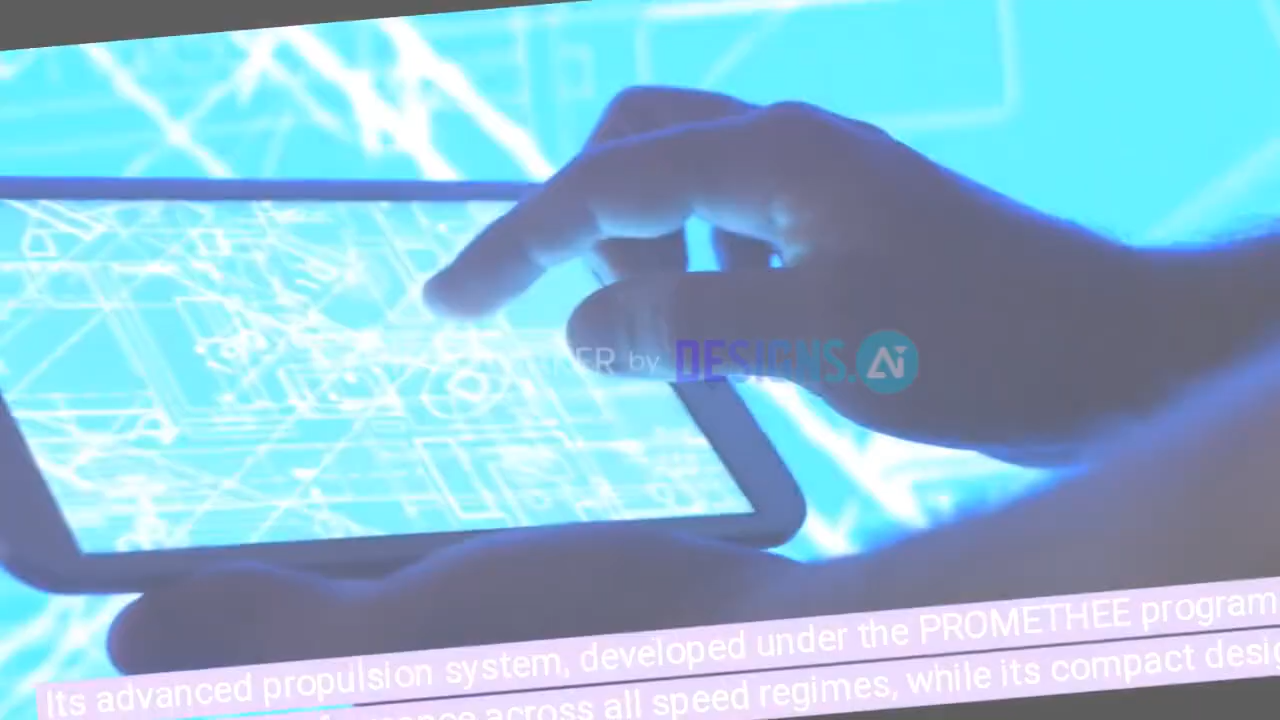 by DESIGNS.AI
Its advanced propulsion system, developed under the PROMETHEE program
across all speed regimes, while its compact